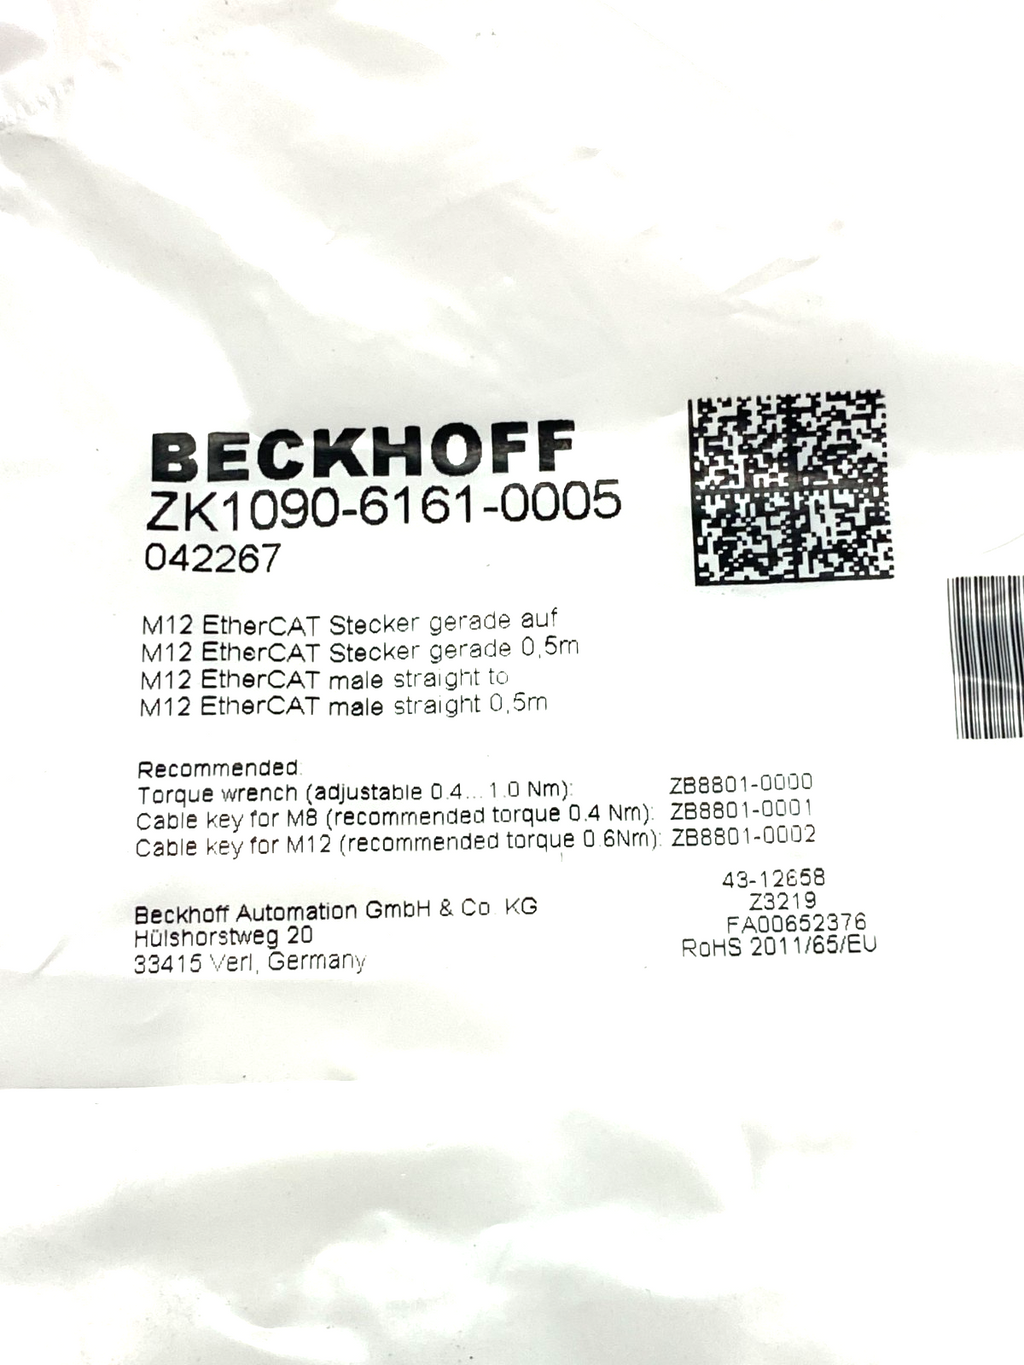 BECKHOFF
ZK1090-6161-0005
042267
M12 EtherCAT Stecker gerade auf
M12 EtherCAT Stecker gerade 0,5m
M12 EtherCAT male straight to
M12 EtherCAT male straight 0,5m
Recommended:
Torque wrench (adjustable 0.4... 1.0 Nm): ZB8801-0000
Cable key for M8 (recommended torque 0.4 Nm): ZB8801-0001
Cable key for M12 (recommended torque 0.6Nm): ZB8801-0002
43-12658
Z3219
FA00652376
RoHS 2011/65/EU
Beckhoff Automation GmbH & Co. KG
Hülshorstweg 20
33415 Verl, Germany